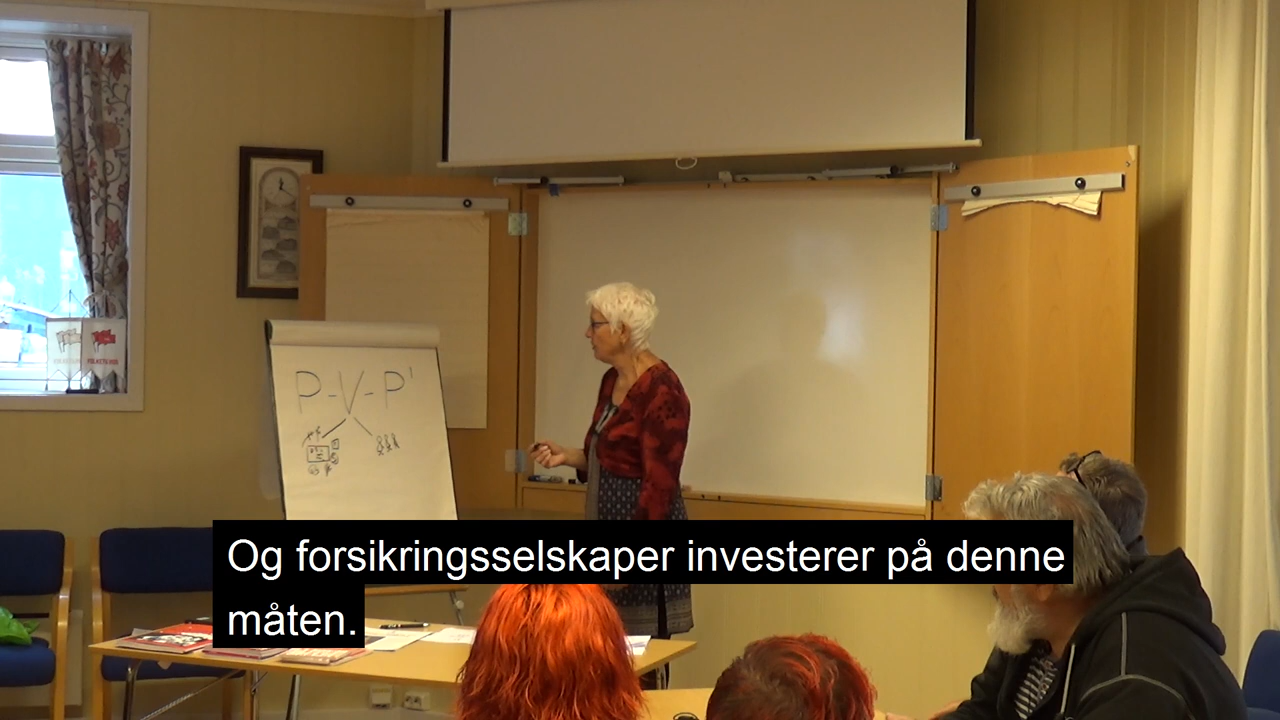 P-V-P'
Og forsikringsselskaper investerer på denne
måten.